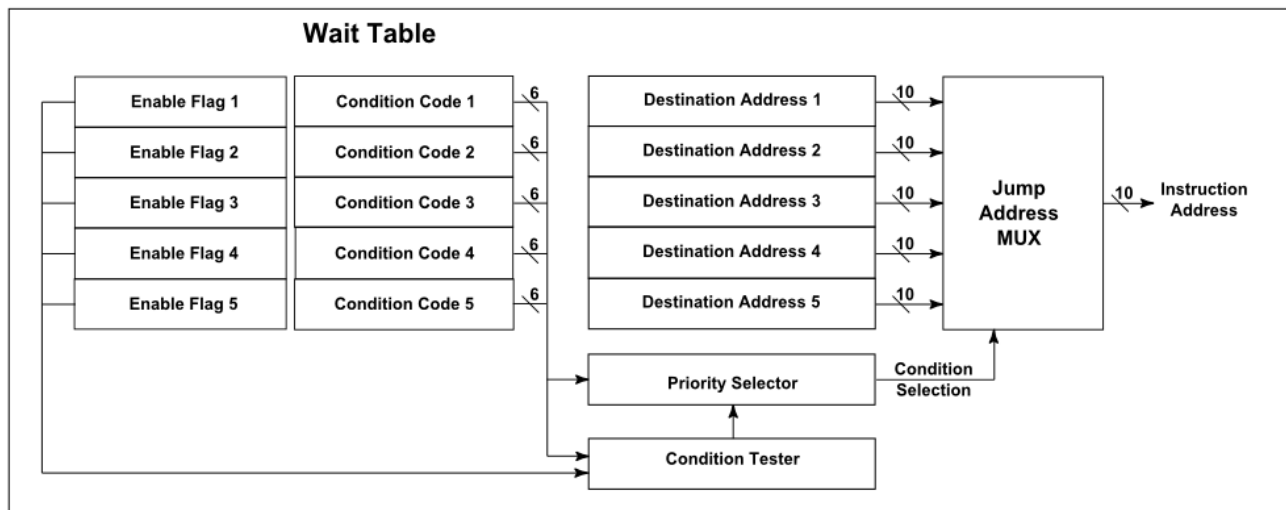 Wait Table
Enable Flag 1
Condition Code 1
6
Destination Address 1
10
Enable Flag 2
Condition Code 2
6
Destination Address 2
10
Enable Flag 3
Condition Code 3
6
Destination Address 3
10
Jump
Address
MUX
10
Instruction
Address
Enable Flag 4
Condition Code 4
6
Destination Address 4
10
Enable Flag 5
Condition Code 5
6
Destination Address 5
10
Priority Selector
Condition
Selection
Condition Tester